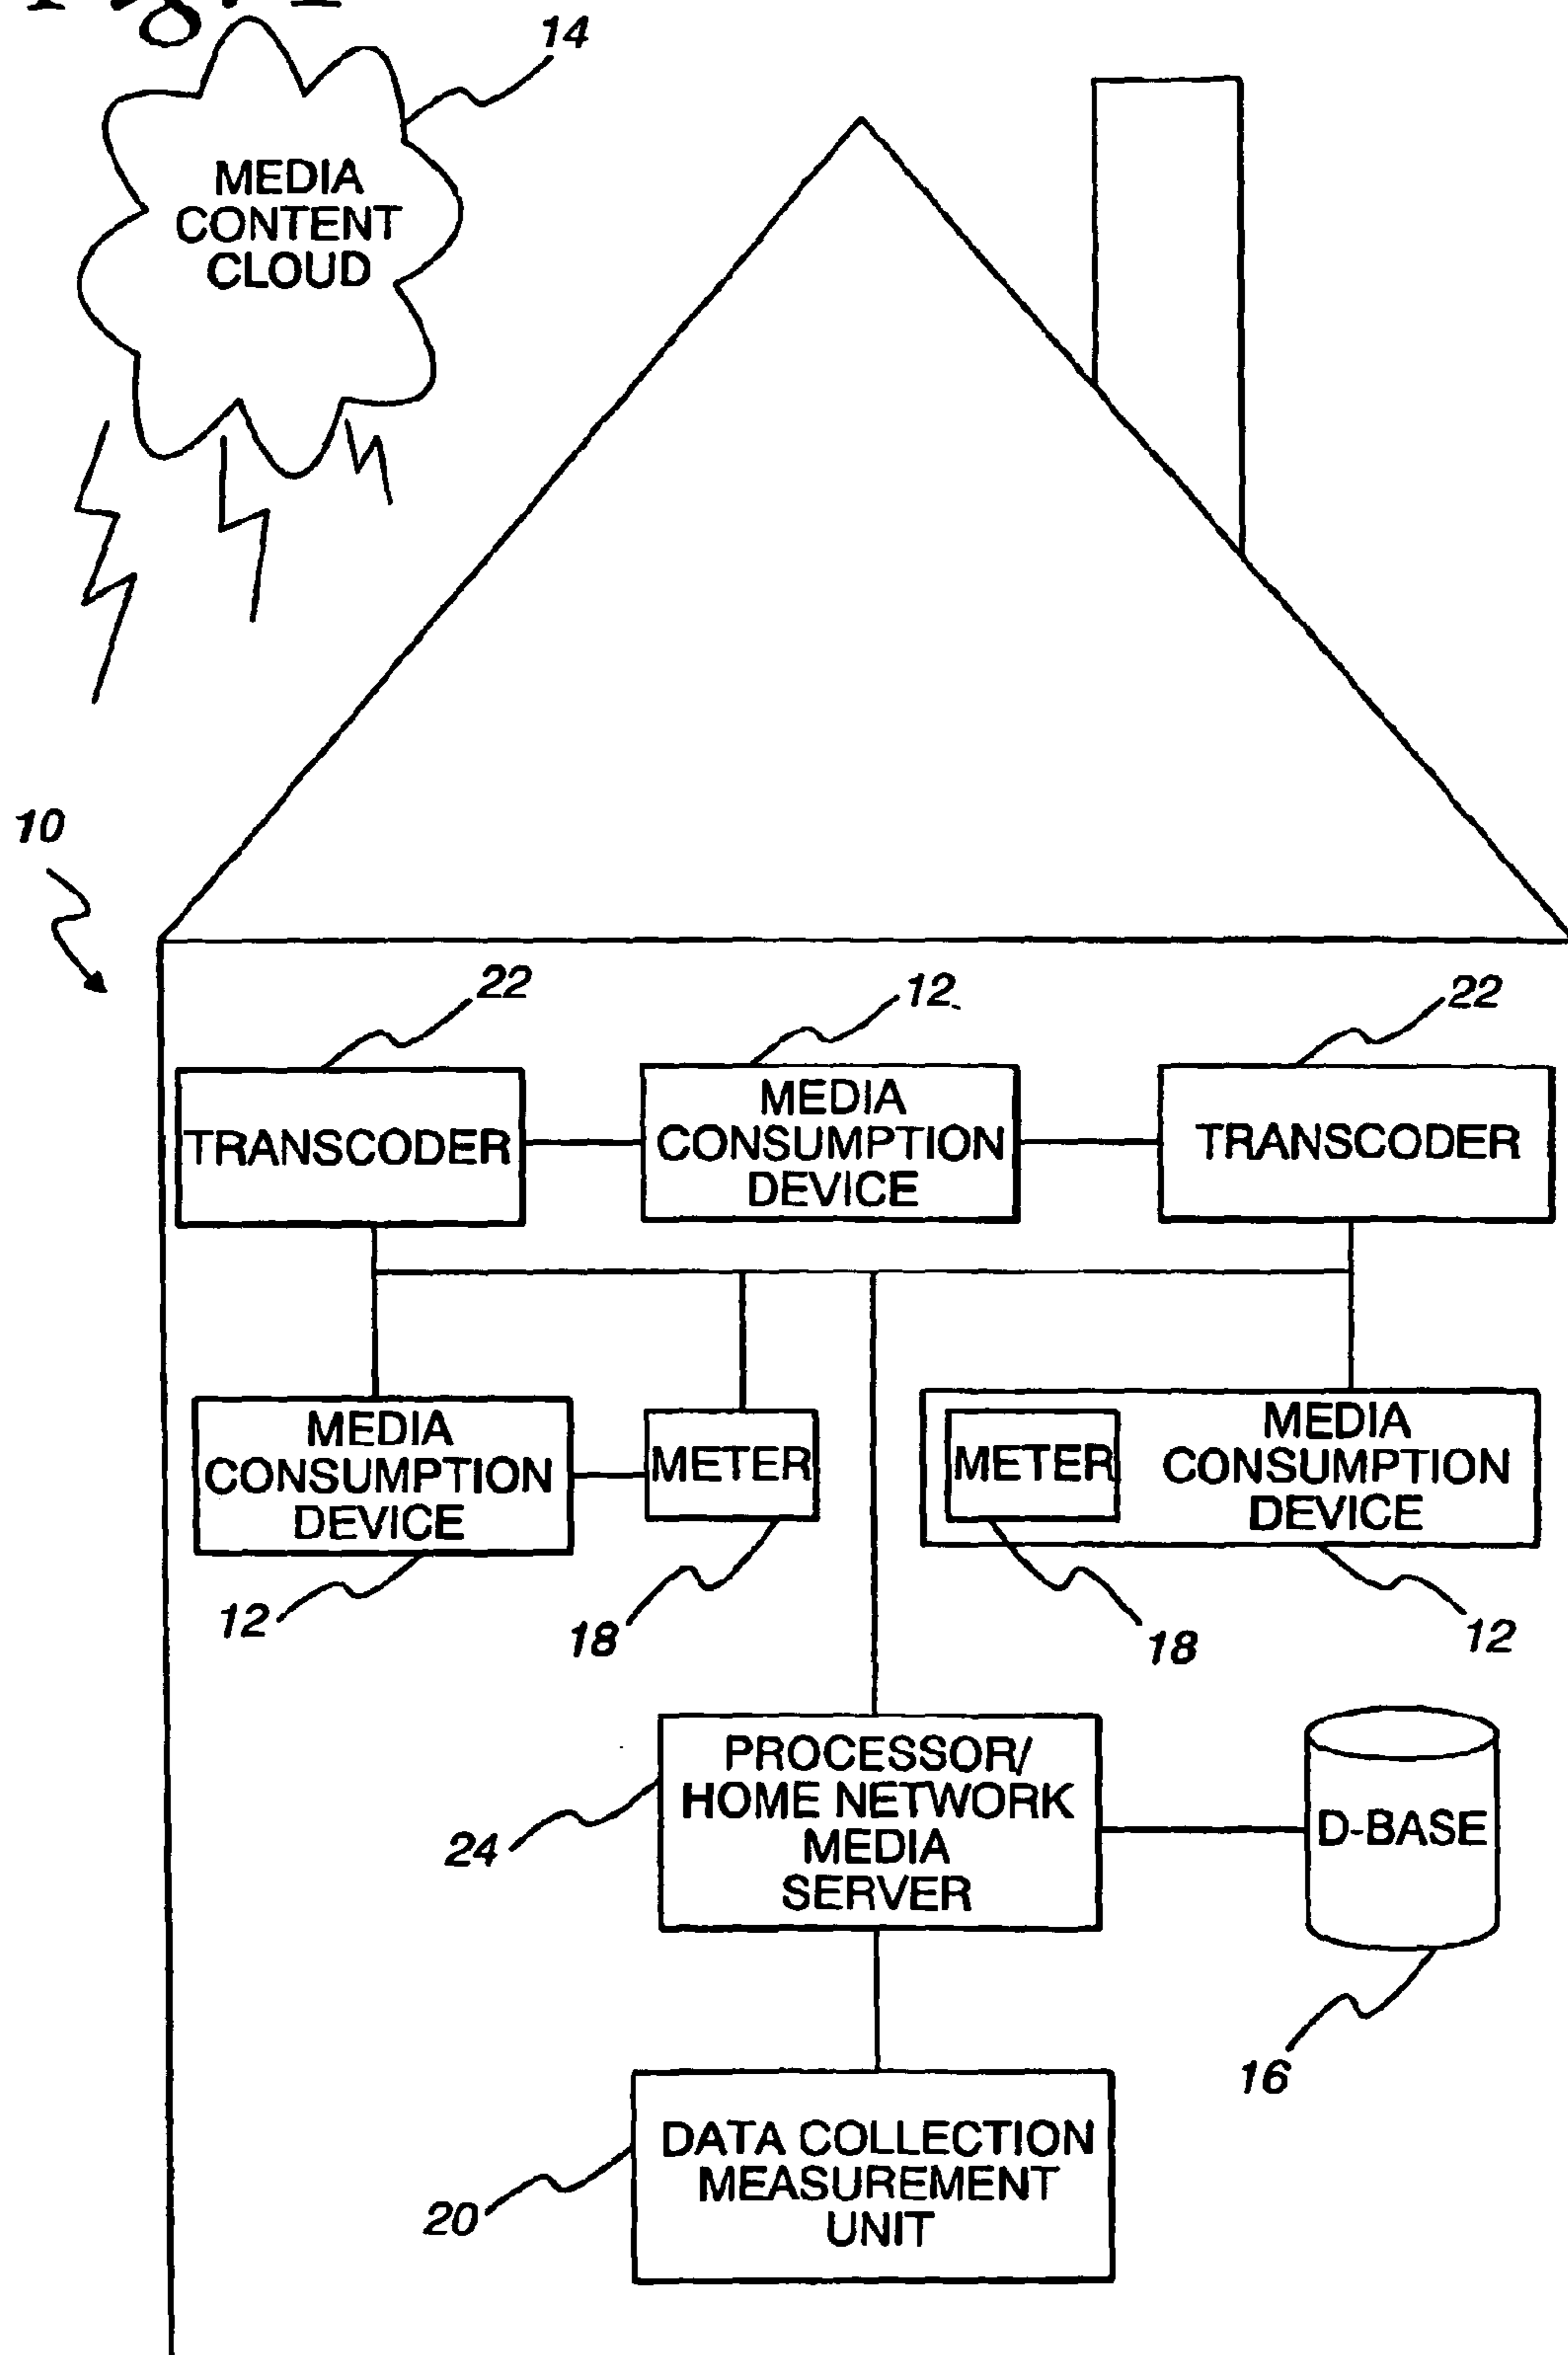 14
MEDIA
CONTENT
CLOUD
10
22
12
22
TRANSCODER
MEDIA
CONSUMPTION
DEVICE
TRANSCODER
MEDIA
CONSUMPTION
DEVICE
METER
METER
MEDIA
CONSUMPTION
DEVICE
12
18
18
12
PROCESSOR/
HOME NETWORK
MEDIA
SERVER
24
D-BASE
16
DATA COLLECTION
MEASUREMENT
UNIT
20